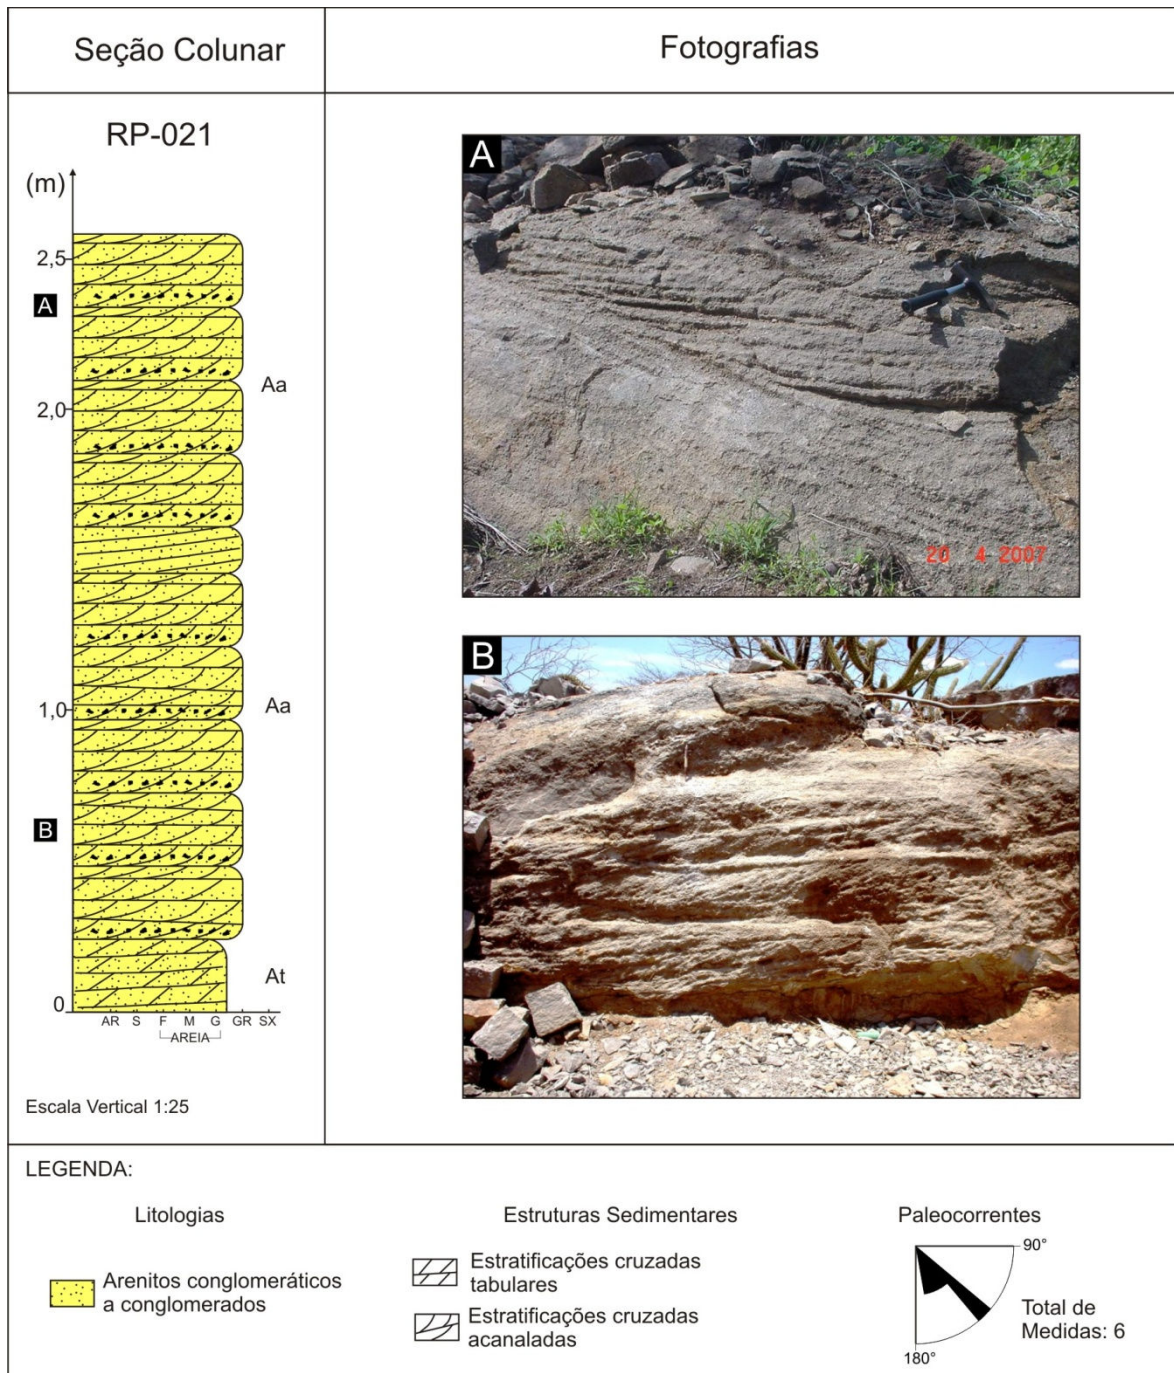 Seção Colunar
Fotografias
RP-021
(m)
2,5
A
Aa
2,0
1,0
Aa
B
At
0
AR S F M G GR SX
AREIA
Escala Vertical 1:25
A
20 4 2007
B
LEGENDA:
Litologias
Arenitos conglomeráticos
a conglomerados
Estruturas Sedimentares
Estratificações cruzadas
tabulares
Estratificações cruzadas
acanaladas
Paleocorrentes
90°
Total de
Medidas: 6
180°